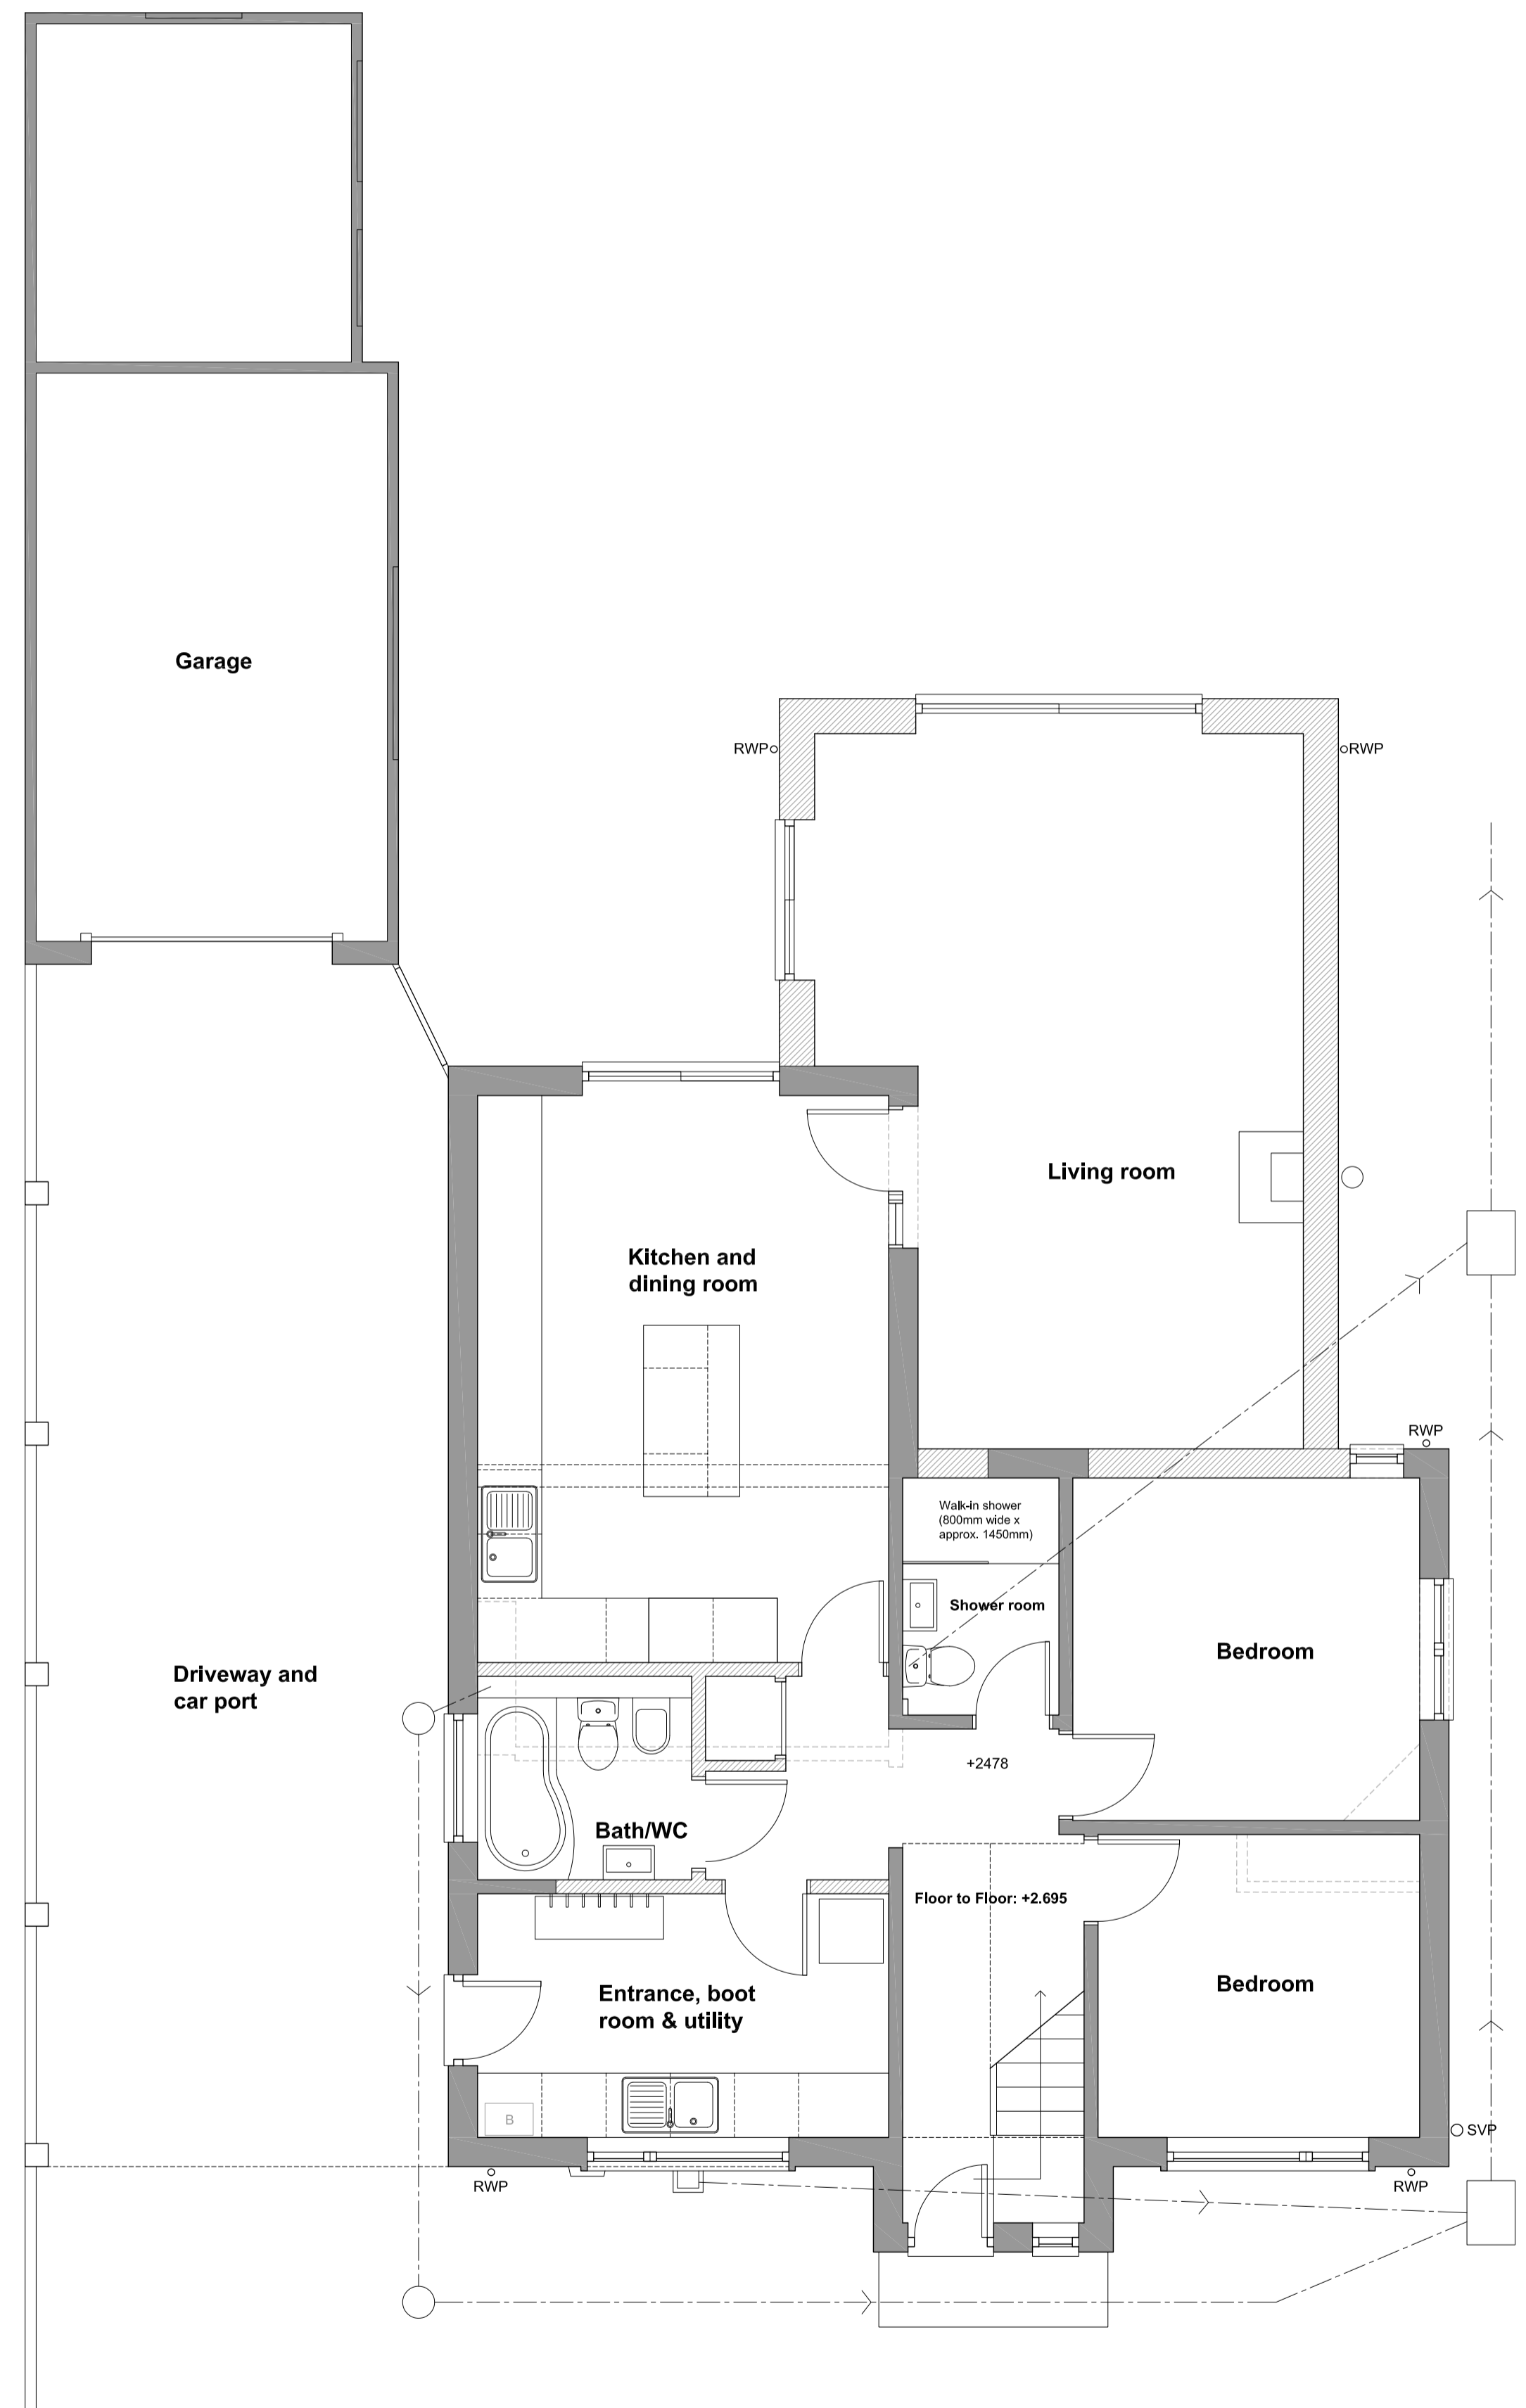 Garage
RWP
RWP
Living room
Kitchen and
dining room
RWP
Walk-in shower
(800mm wide x
approx. 1450mm)
Shower room
Bedroom
Driveway and
car port
+2478
Bath/WC
Floor to Floor: +2.695
Entrance, boot
room & utility
Bedroom
B
SVP
RWP
RWP